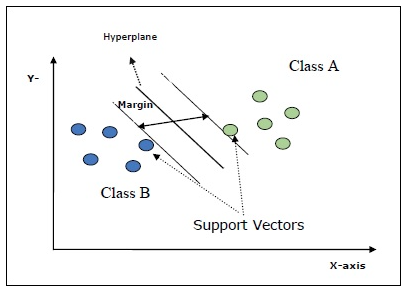 Hyperplane
Class A
Y-
Margin
Class B
Support Vectors
X-axis